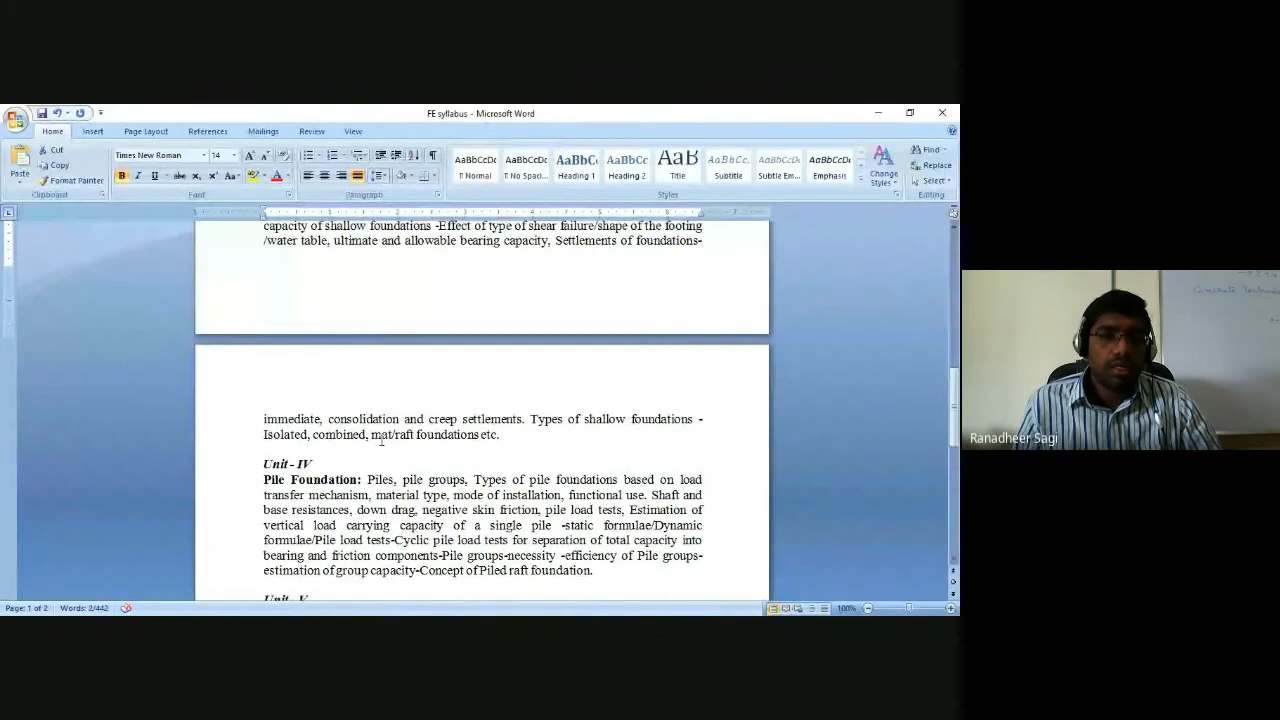 FE syllabus - Microsoft Word
Home Insert Page Layout References Mailings Review View
Paste
Cut
Copy
Format Painter
Clipboard
Times New Roman 14
Font
Paragraph
AaBbCcDc AaBbCcDc AaBbC AaBbCc AaB AaBbCc. AaBbCcDc AaBbCcDc
¶ Normal ¶ No Spaci... Heading 1 Heading 2 Title Subtitle Subtle Em... Emphasis
Change Styles
Styles
Find
Replace
Select
Editing
capacity of shallow foundations -Effect of type of shear failure/shape of the footing
/water table, ultimate and allowable bearing capacity, Settlements of foundations-
immediate, consolidation and creep settlements. Types of shallow foundations -
Isolated, combined, mat/raft foundations etc.
Unit - IV
Pile Foundation: Piles, pile groups, Types of pile foundations based on load
transfer mechanism, material type, mode of installation, functional use. Shaft and
base resistances, down drag, negative skin friction, pile load tests, Estimation of
vertical load carrying capacity of a single pile -static formulae/Dynamic
formulae/Pile load tests-Cyclic pile load tests for separation of total capacity into
bearing and friction components-Pile groups-necessity -efficiency of Pile groups-
estimation of group capacity-Concept of Piled raft foundation.
Unit - V
Page: 1 of 2 Words: 2/442 100%
Concrete
Ranadheer Sagi